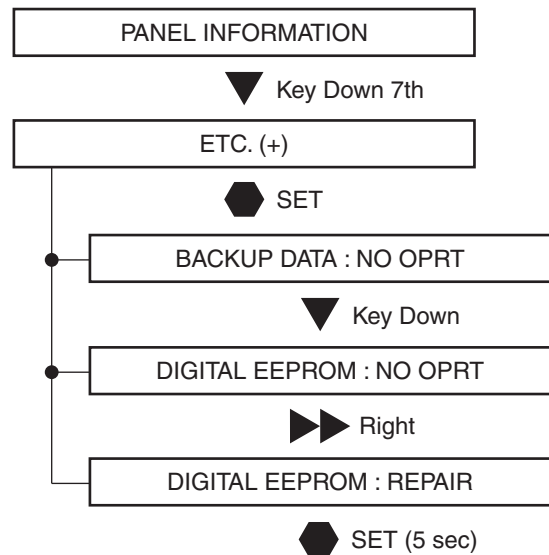 PANEL INFORMATION
Key Down 7th
ETC. (+)
SET
BACKUP DATA : NO OPRT
Key Down
DIGITAL EEPROM : NO OPRT
Right
DIGITAL EEPROM : REPAIR
SET (5 sec)